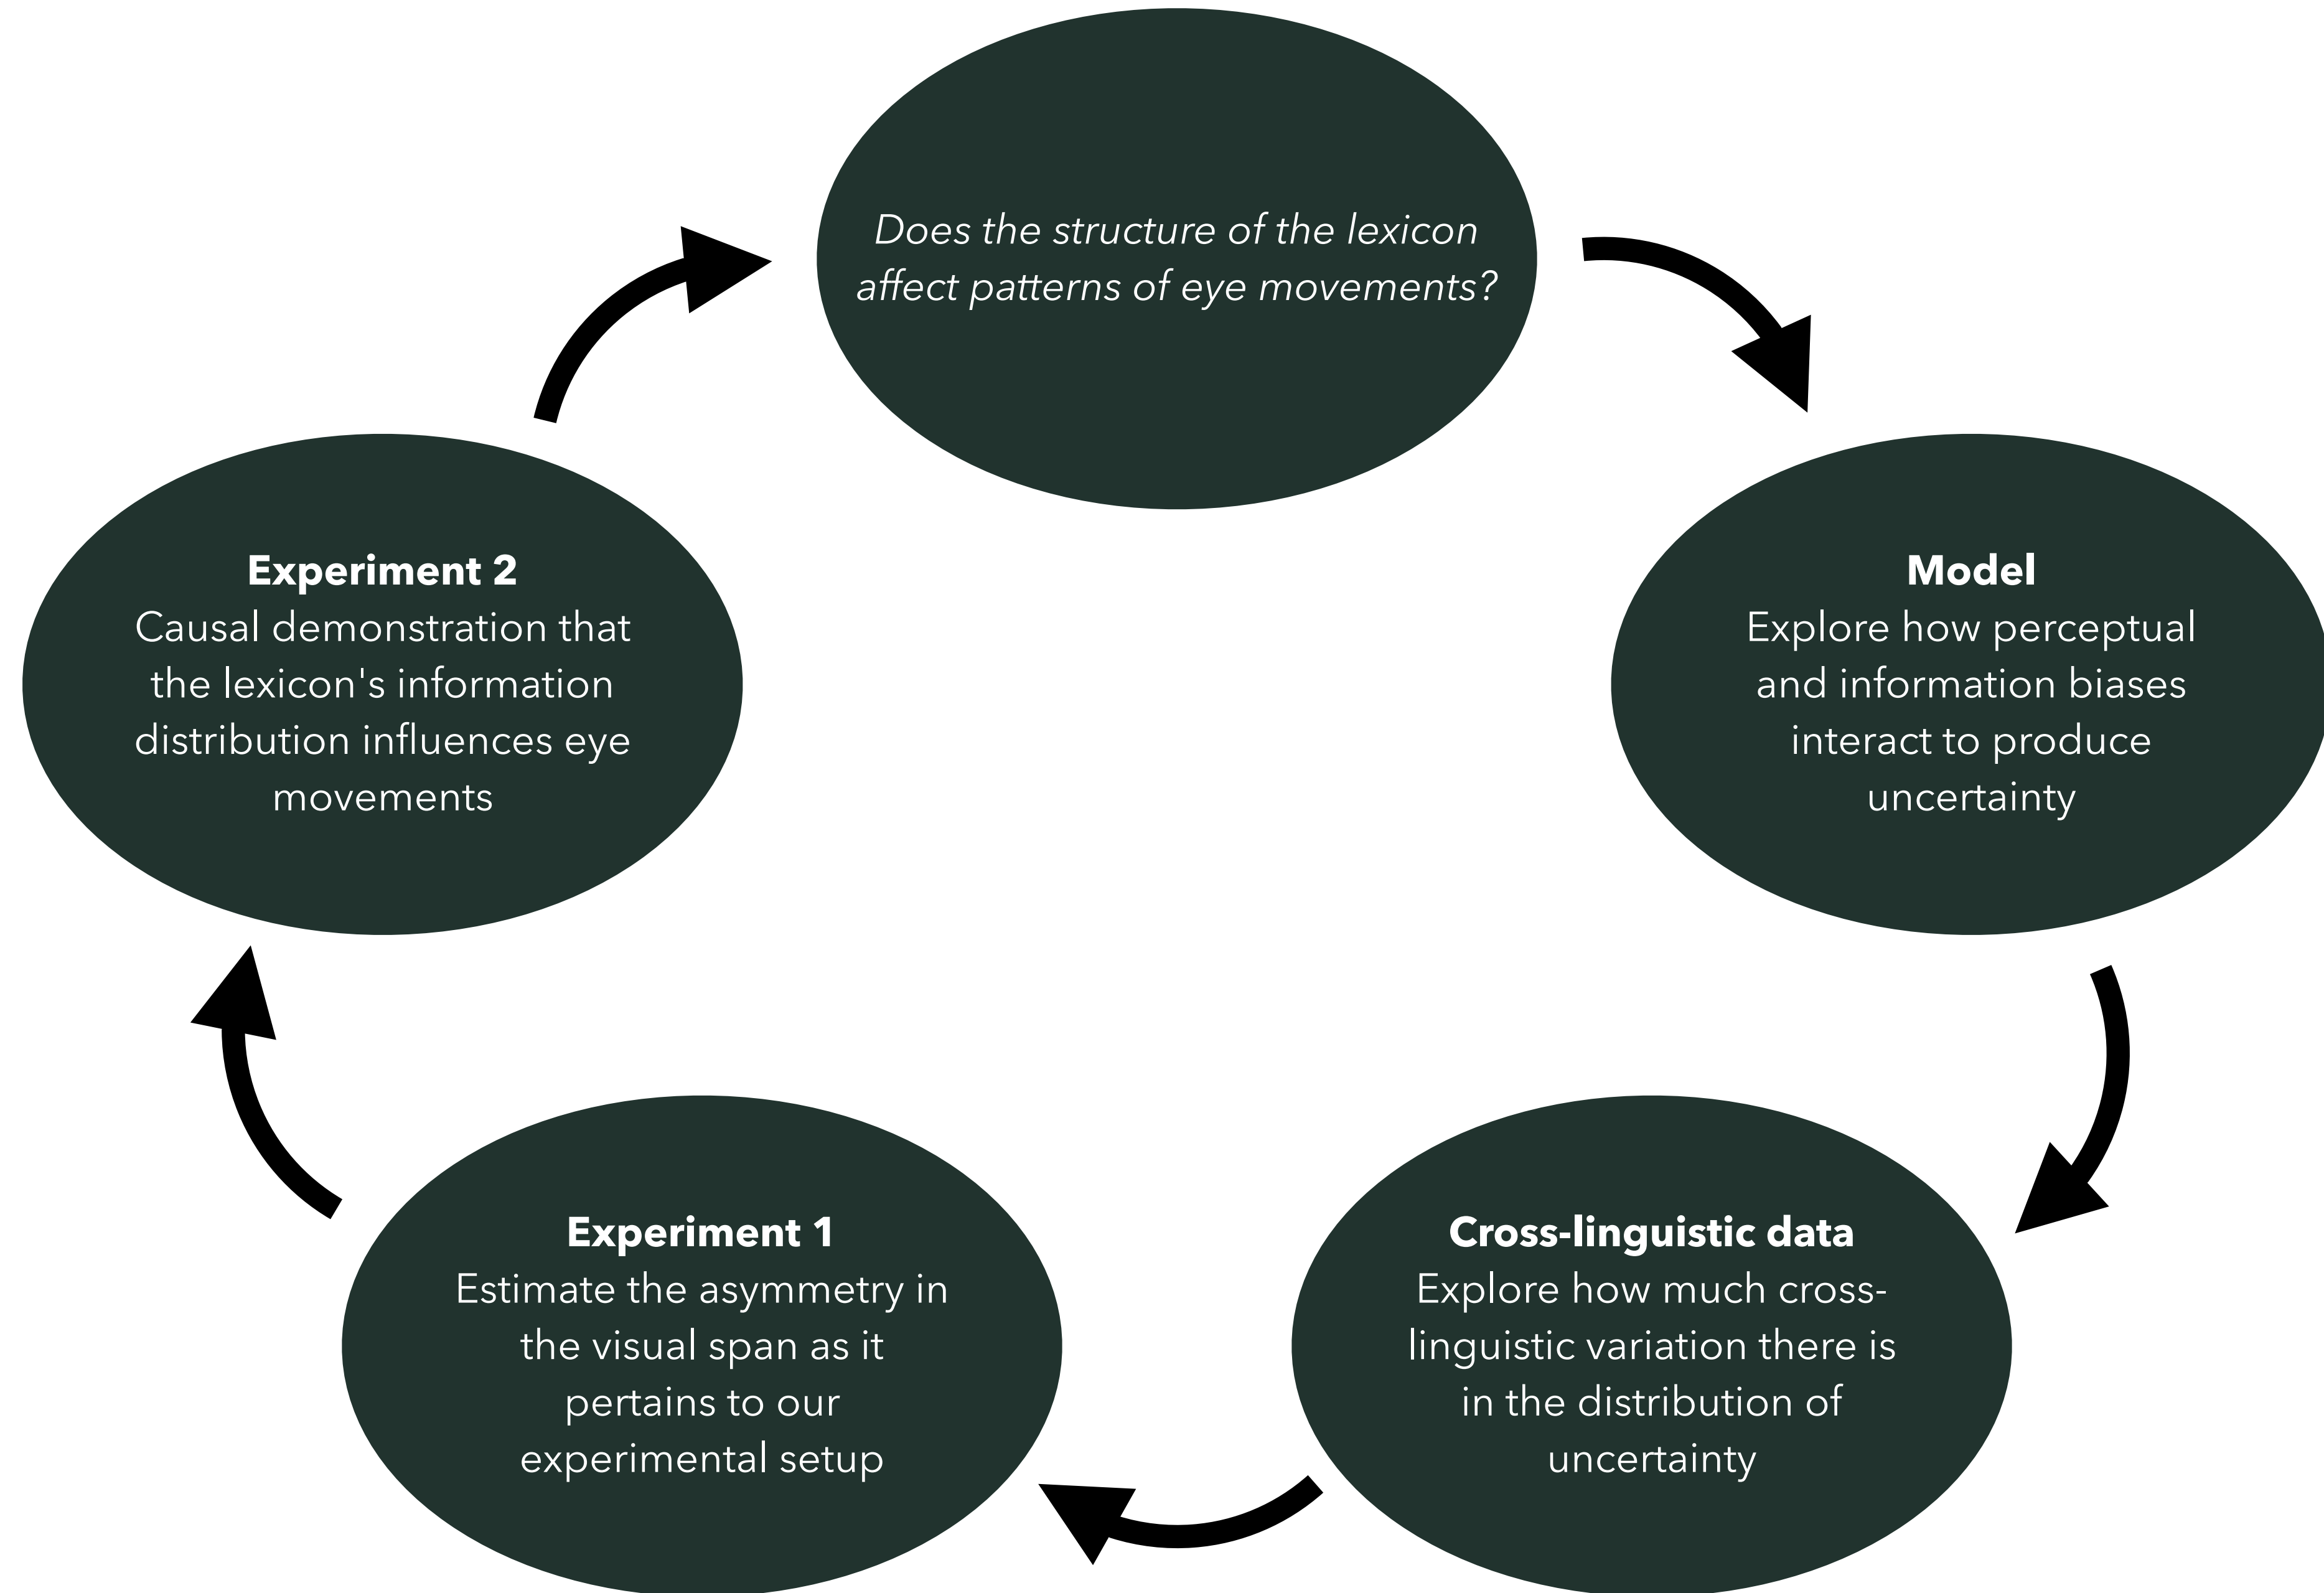 Does the structure of the lexicon
affect patterns of eye movements?
Model
Explore how perceptual
and information biases
interact to produce
uncertainty
Cross-linguistic data
Explore how much cross-
linguistic variation there is
in the distribution of
uncertainty
Experiment 1
Estimate the asymmetry in
the visual span as it
pertains to our
experimental setup
Experiment 2
Causal demonstration that
the lexicon's information
distribution influences eye
movements